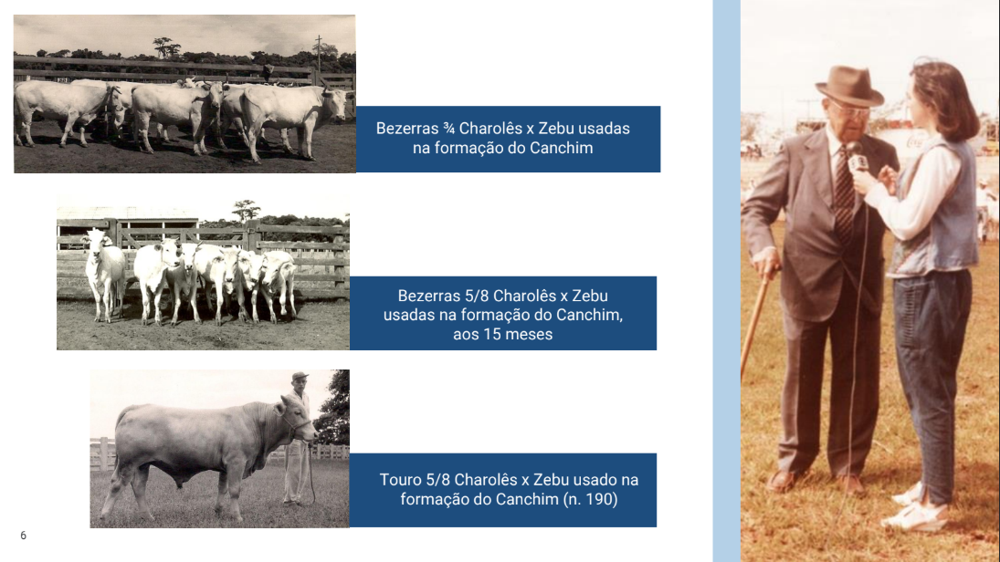 Bezerras ¾ Charolês x Zebu usadas
na formação do Canchim
Bezerras 5/8 Charolês x Zebu
usadas na formação do Canchim,
aos 15 meses
Touro 5/8 Charolês x Zebu usado na
formação do Canchim (n. 190)
6